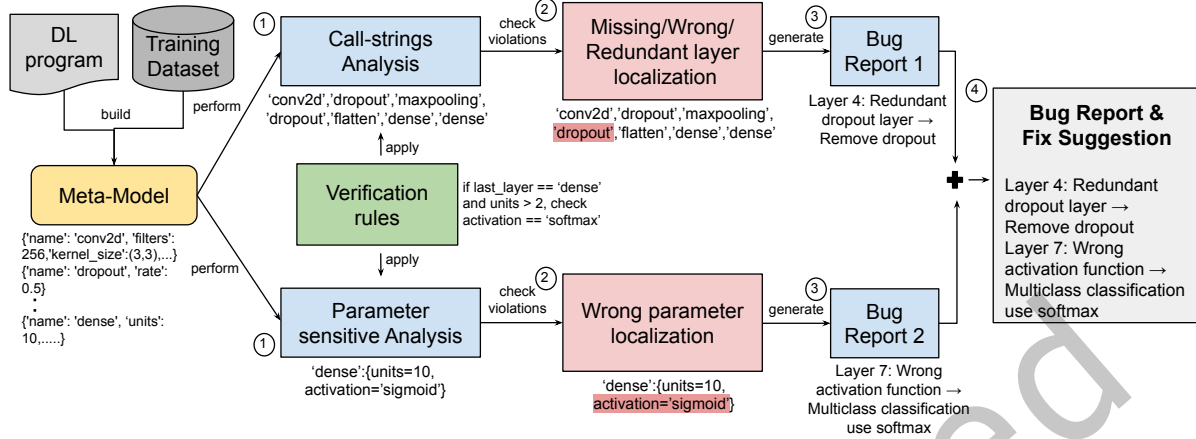 DL
program
Training
Dataset
build
perform
Meta-Model
{'name': 'conv2d', 'filters':
256,'kernel_size':(3,3),...}
{'name': 'dropout', 'rate':
0.5}
.
.
{'name': 'dense', 'units':
10,.....}
perform
1
Call-strings
Analysis
'conv2d','dropout','maxpooling',
'dropout','flatten','dense','dense'
apply
Verification
rules
if last_layer == 'dense'
and units > 2, check
activation == 'softmax'
apply
1
Parameter
sensitive Analysis
'dense':{units=10,
activation='sigmoid'}
check
violations
2
Missing/Wrong/
Redundant layer
localization
'conv2d','dropout','maxpooling,
'dropout','flatten','dense','dense'
check
violations
2
Wrong parameter
localization
'dense':{units=10,
activation='sigmoid'}
generate
3
Bug
Report 1
Layer 4: Redundant
dropout layer →
Remove dropout
generate
3
Bug
Report 2
Layer 7: Wrong
activation function →
Multiclass classification
use softmax
+
4
Bug Report &
Fix Suggestion
Layer 4: Redundant
dropout layer →
Remove dropout
Layer 7: Wrong
activation function →
Multiclass classification
use softmax
ed